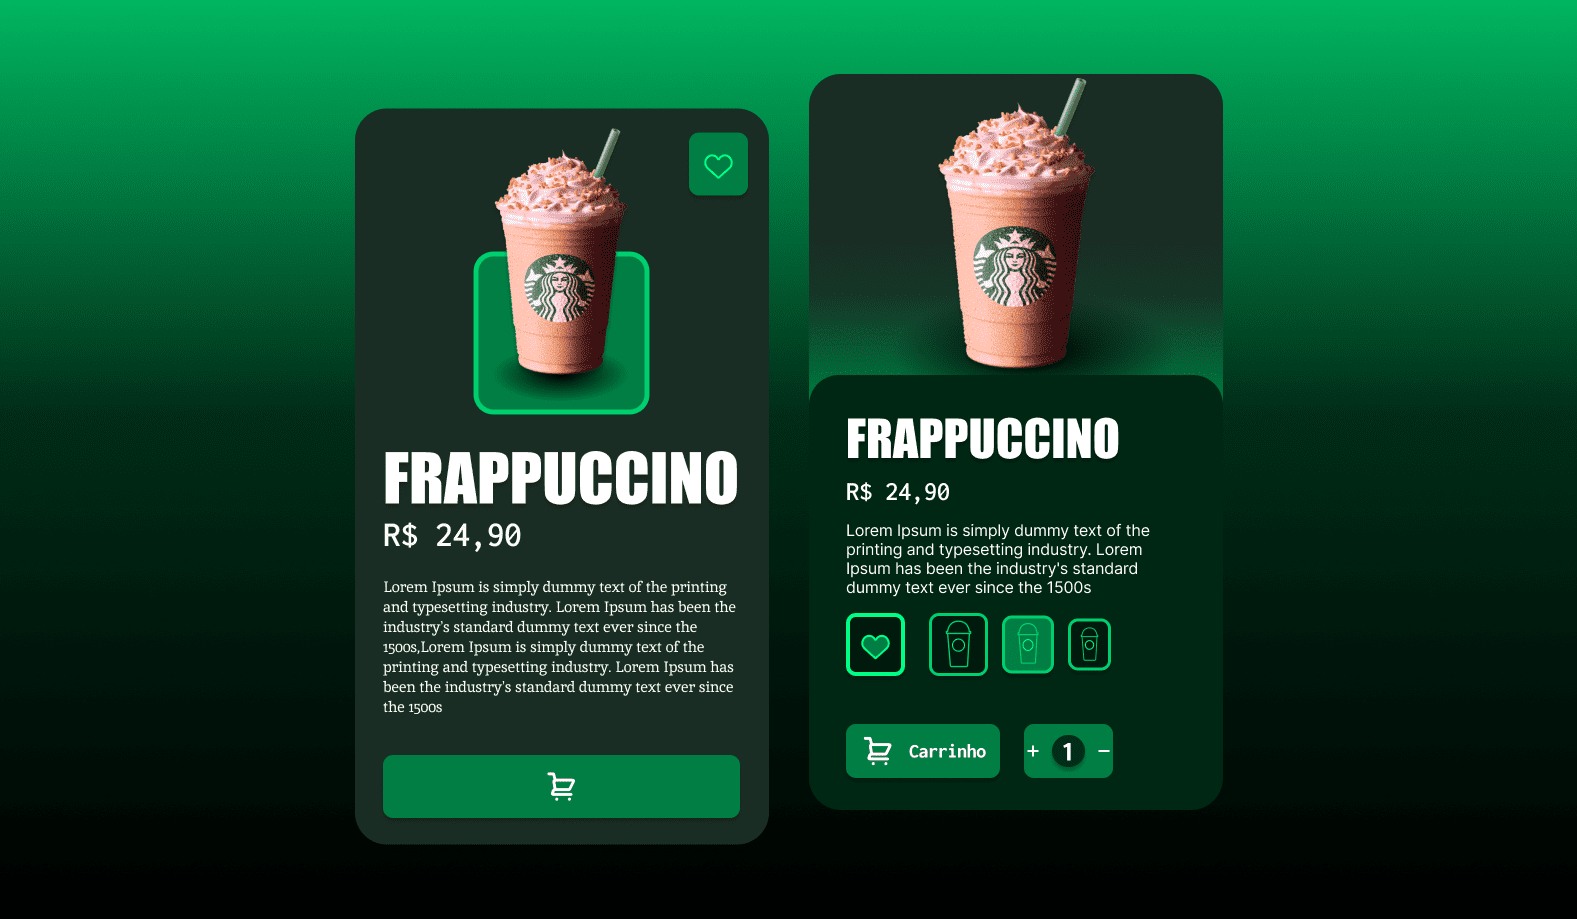 FRAPPUCCINO
R$ 24,90
Lorem Ipsum is simply dummy text of the printing
and typesetting industry. Lorem Ipsum has been the
industry's standard dummy text ever since the
1500s,Lorem Ipsum is simply dummy text of the
printing and typesetting industry. Lorem Ipsum has
been the industry's standard dummy text ever since
the 1500s
FRAPPUCCINO
R$ 24,90
Lorem Ipsum is simply dummy text of the
printing and typesetting industry. Lorem
Ipsum has been the industry's standard
dummy text ever since the 1500s
Carrinho
+ 1 −